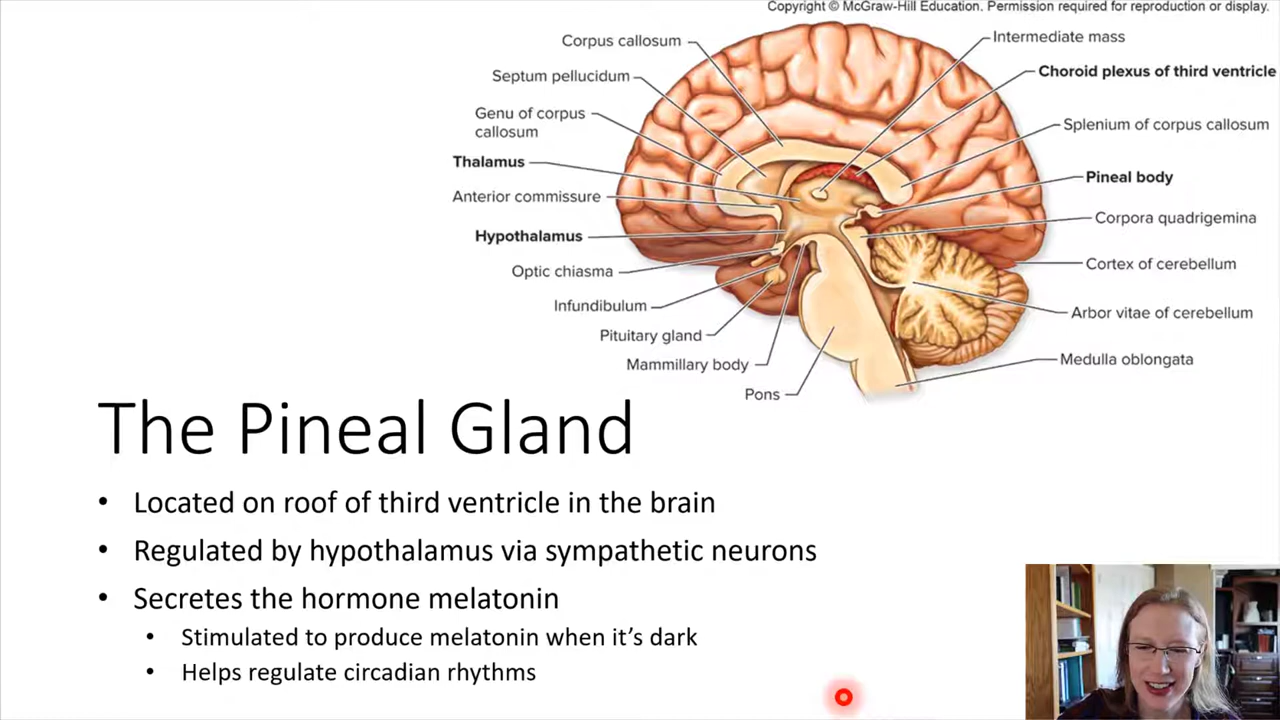 Copyright © McGraw-Hill Education. Permission required for reproduction or display.
Corpus callosum
Septum pellucidum
Genu of corpus
callosum
Thalamus
Anterior commissure
Hypothalamus
Optic chiasma
Infundibulum
Pituitary gland
Mammillary body
Pons
Intermediate mass
Choroid plexus of third ventricle
Splenium of corpus callosum
Pineal body
Corpora quadrigemina
Cortex of cerebellum
Arbor vitae of cerebellum
Medulla oblongata
The Pineal Gland
• Located on roof of third ventricle in the brain
• Regulated by hypothalamus via sympathetic neurons
• Secretes the hormone melatonin
• Stimulated to produce melatonin when it’s dark
• Helps regulate circadian rhythms